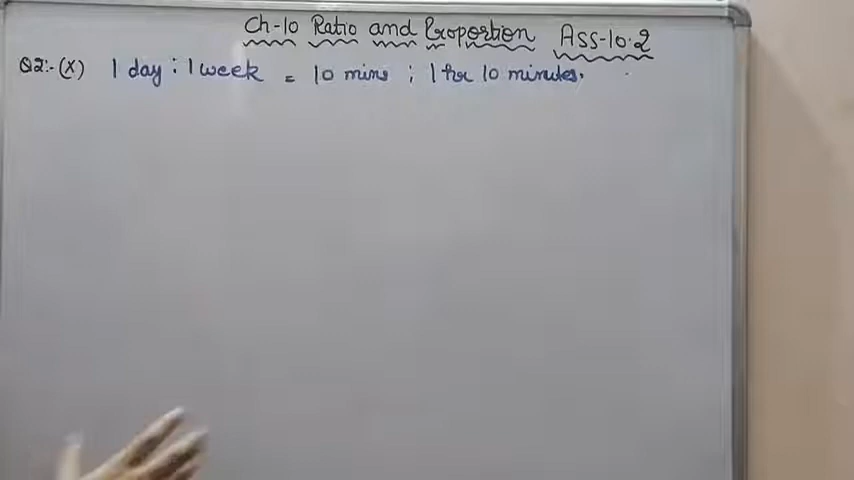 Ch-10 Ratio and Proportion Ass-10.2
Q2:- (X) 1 day : 1 week = 10 mins : 1 hr 10 minutes.